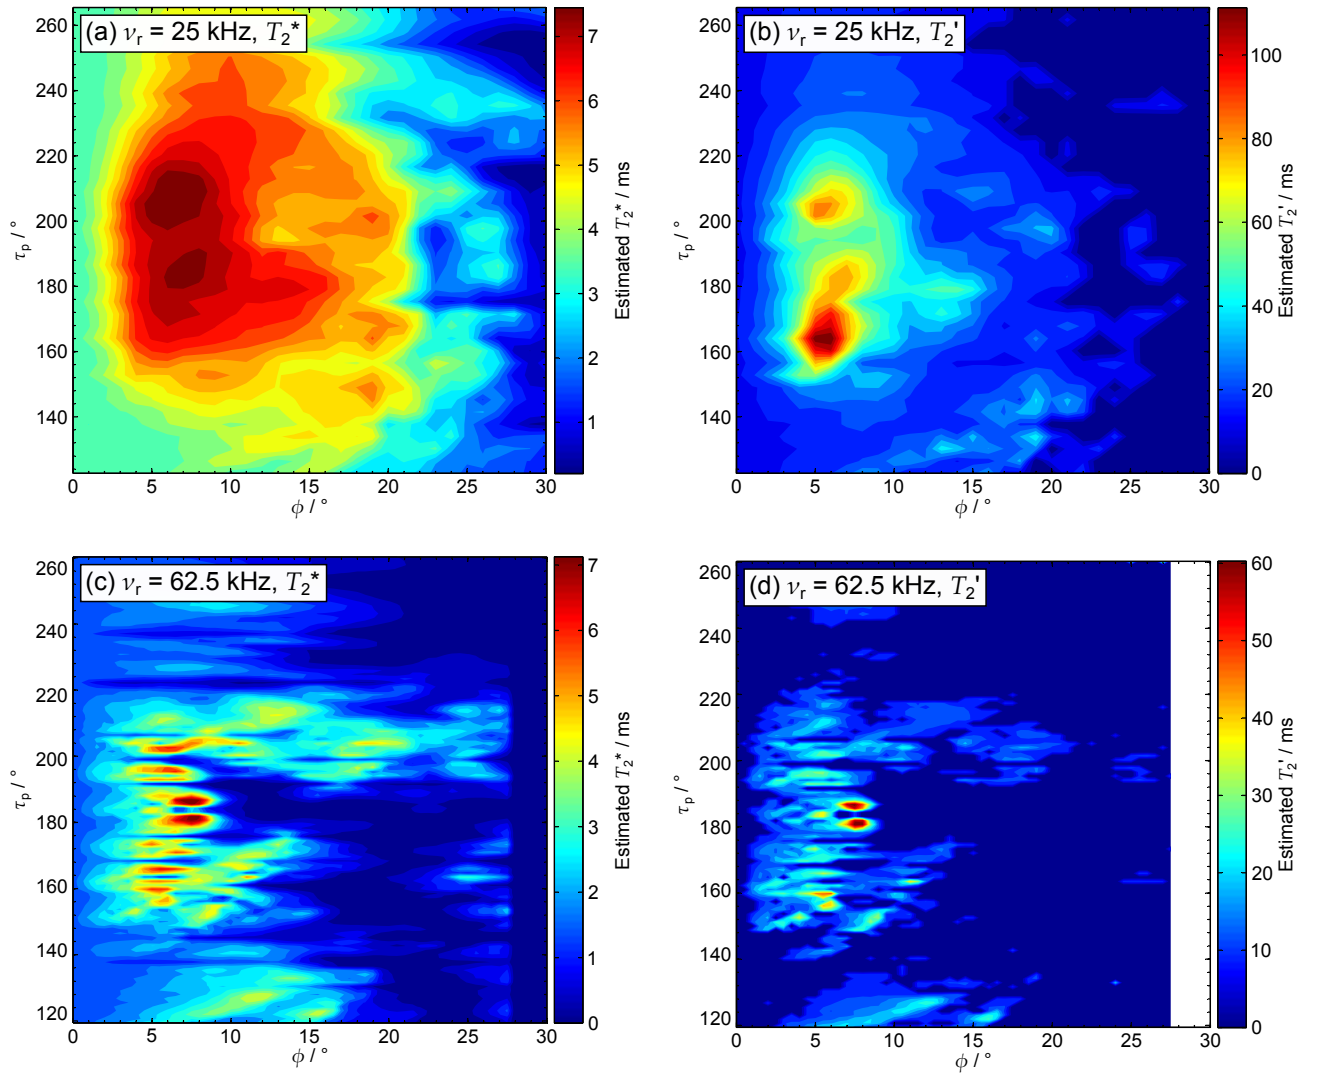 (a) νr = 25 kHz, T2*
τp / °
260
240
220
200
180
160
140
0 5 10 15 20 25 30
ϕ / °
7
6
5
4
3
2
1
Estimated T2* / ms
(b) νr = 25 kHz, T2'
τp / °
260
240
220
200
180
160
140
0 5 10 15 20 25 30
ϕ / °
100
80
60
40
20
0
Estimated T2' / ms
(c) νr = 62.5 kHz, T2*
τp / °
260
240
220
200
180
160
140
120
0 5 10 15 20 25 30
ϕ / °
7
6
5
4
3
2
1
0
Estimated T2* / ms
(d) νr = 62.5 kHz, T2'
τp / °
260
240
220
200
180
160
140
120
0 5 10 15 20 25 30
ϕ / °
60
50
40
30
20
10
0
Estimated T2' / ms